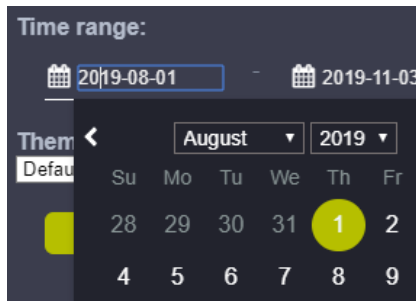 Time range:
2019-08-01 - 2019-11-03
Them
Defau
August 2019
Su Mo Tu We Th Fr
28 29 30 31 1 2
4 5 6 7 8 9